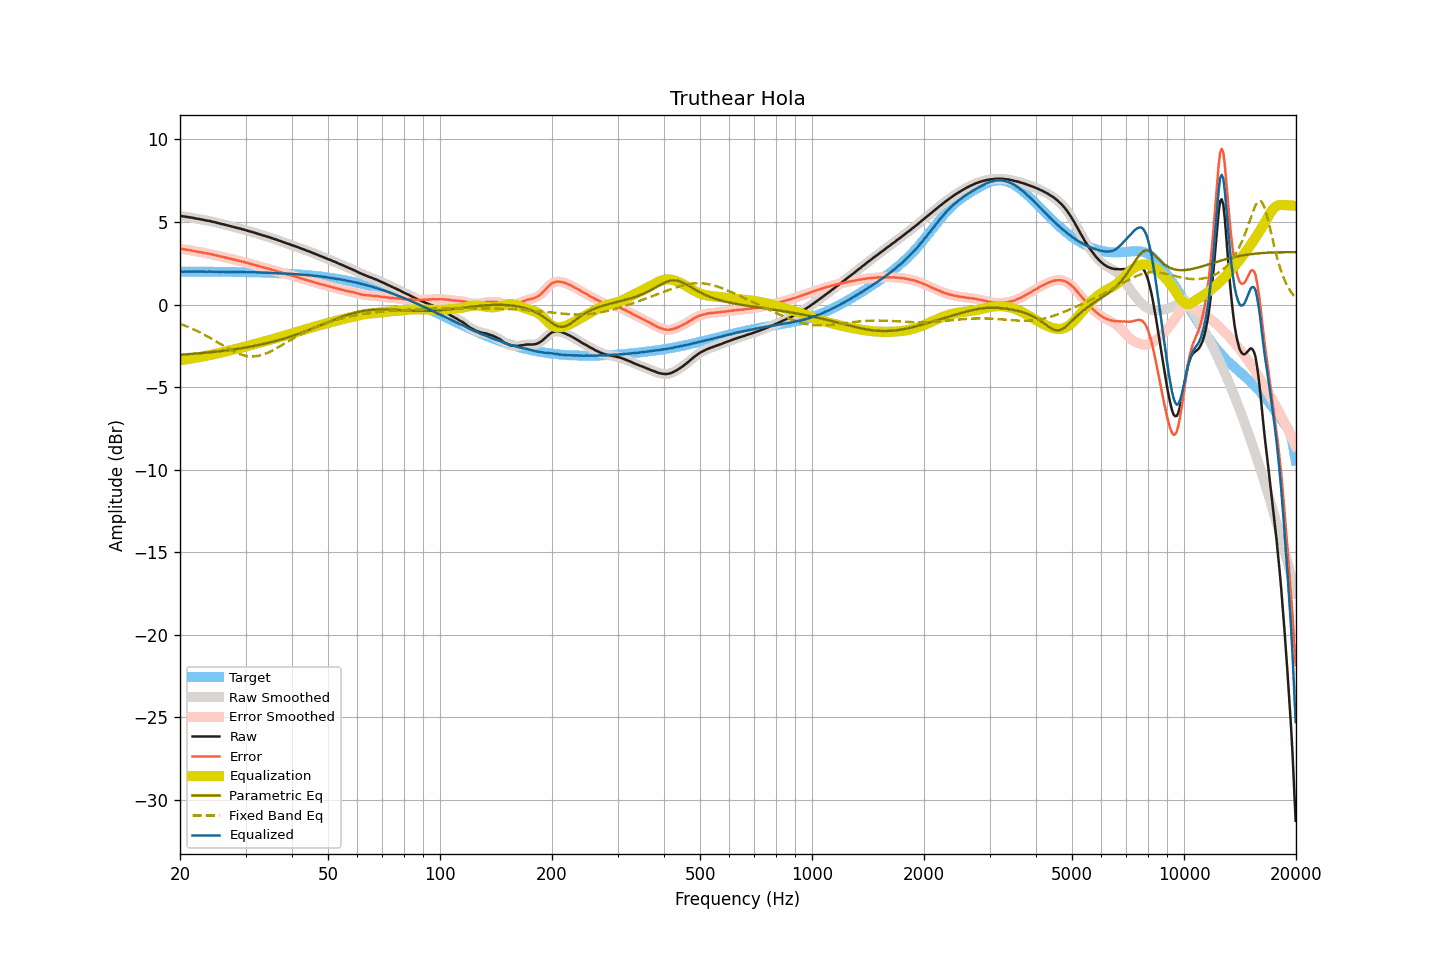 Truthear Hola
10
5
0
−5
−10
−15
−20
−25
−30
Amplitude (dBr)
Target
Raw Smoothed
Error Smoothed
Raw
Error
Equalization
Parametric Eq
Fixed Band Eq
Equalized
20 50 100 200 500 1000 2000 5000 10000 20000
Frequency (Hz)